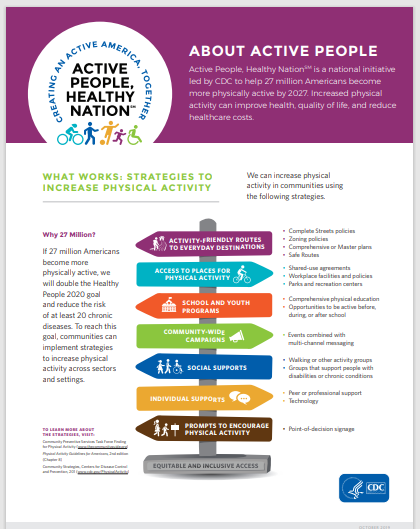 CREATING AN ACTIVE AMERICA, TOGETHER
ACTIVE
PEOPLE,
HEALTHY
NATION℠
ABOUT ACTIVE PEOPLE
Active People, Healthy Nation℠ is a national initiative
led by CDC to help 27 million Americans become
more physically active by 2027. Increased physical
activity can improve health, quality of life, and reduce
healthcare costs.
WHAT WORKS: STRATEGIES TO
INCREASE PHYSICAL ACTIVITY
We can increase physical
activity in communities using
the following strategies.
Why 27 Million?
If 27 million Americans
become more
physically active, we
will double the Healthy
People 2020 goal
and reduce the risk
of at least 20 chronic
diseases. To reach this
goal, communities can
implement strategies
to increase physical
activity across sectors
and settings.
TO LEARN MORE ABOUT
THE STRATEGIES, VISIT:
Community Preventive Services Task Force Finding
for Physical Activity
Physical Activity Guidelines for Americans, 2nd edition
(Chapter 8)
Community Strategies, Centers for Disease Control
and Prevention,
ACTIVITY-FRIENDLY ROUTES
TO EVERYDAY DESTINATIONS
• Complete Streets policies
• Zoning policies
• Comprehensive or Master plans
• Safe Routes
ACCESS TO PLACES FOR
PHYSICAL ACTIVITY
• Shared-use agreements
• Workplace facilities and policies
• Parks and recreation centers
SCHOOL AND YOUTH
PROGRAMS
• Comprehensive physical education
• Opportunities to be active before,
during, or after school
COMMUNITY-WIDE
CAMPAIGNS
• Events combined with
multi-channel messaging
SOCIAL SUPPORTS
• Walking or other activity groups
• Groups that support people with
disabilities or chronic conditions
INDIVIDUAL SUPPORTS
• Peer or professional support
• Technology
PROMPTS TO ENCOURAGE
PHYSICAL ACTIVITY
• Point-of-decision signage
EQUITABLE AND INCLUSIVE ACCESS
CDC